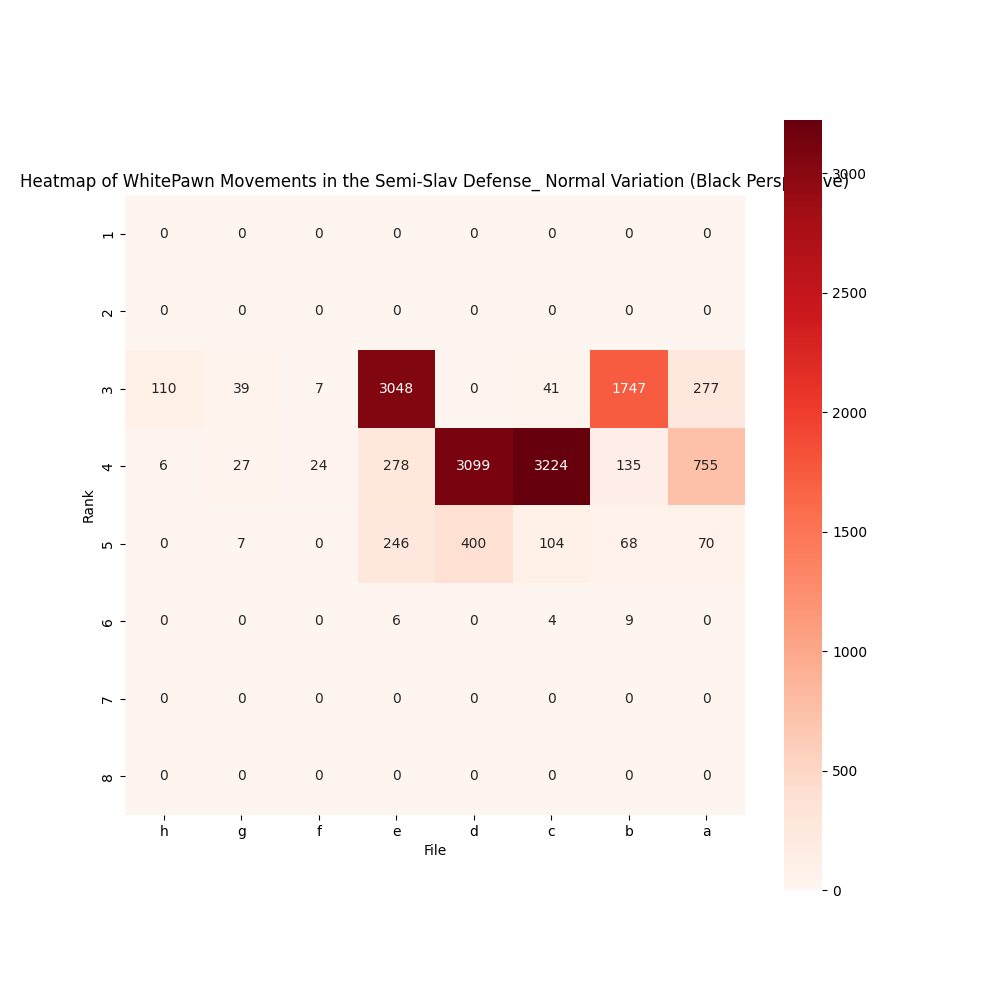 Heatmap of WhitePawn Movements in the Semi-Slav Defense_ Normal Variation (Black Pers ve)
3000
1 0 0 0 0 0 0 0 0
2 0 0 0 0 0 0 0 0
2500
3 110 39 7 3048 0 41 1747 277
2000
4 6 27 24 278 3099 3224 135 755
Rank
1500
5 0 7 0 246 400 104 68 70
6 0 0 0 6 0 4 9 0
1000
7 0 0 0 0 0 0 0 0
500
8 0 0 0 0 0 0 0 0
h g f e d c b a
File
0